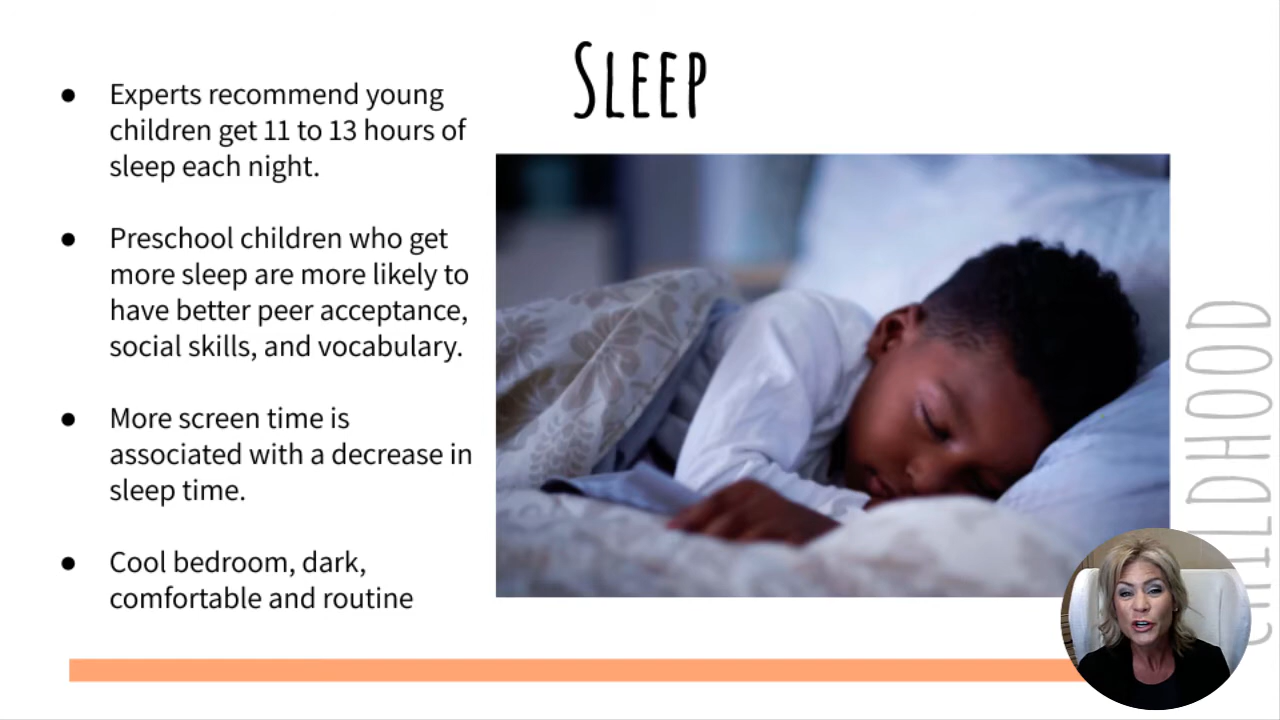 Sleep
● Experts recommend young
children get 11 to 13 hours of
sleep each night.
● Preschool children who get
more sleep are more likely to
have better peer acceptance,
social skills, and vocabulary.
● More screen time is
associated with a decrease in
sleep time.
● Cool bedroom, dark,
comfortable and routine
CHILDHOOD